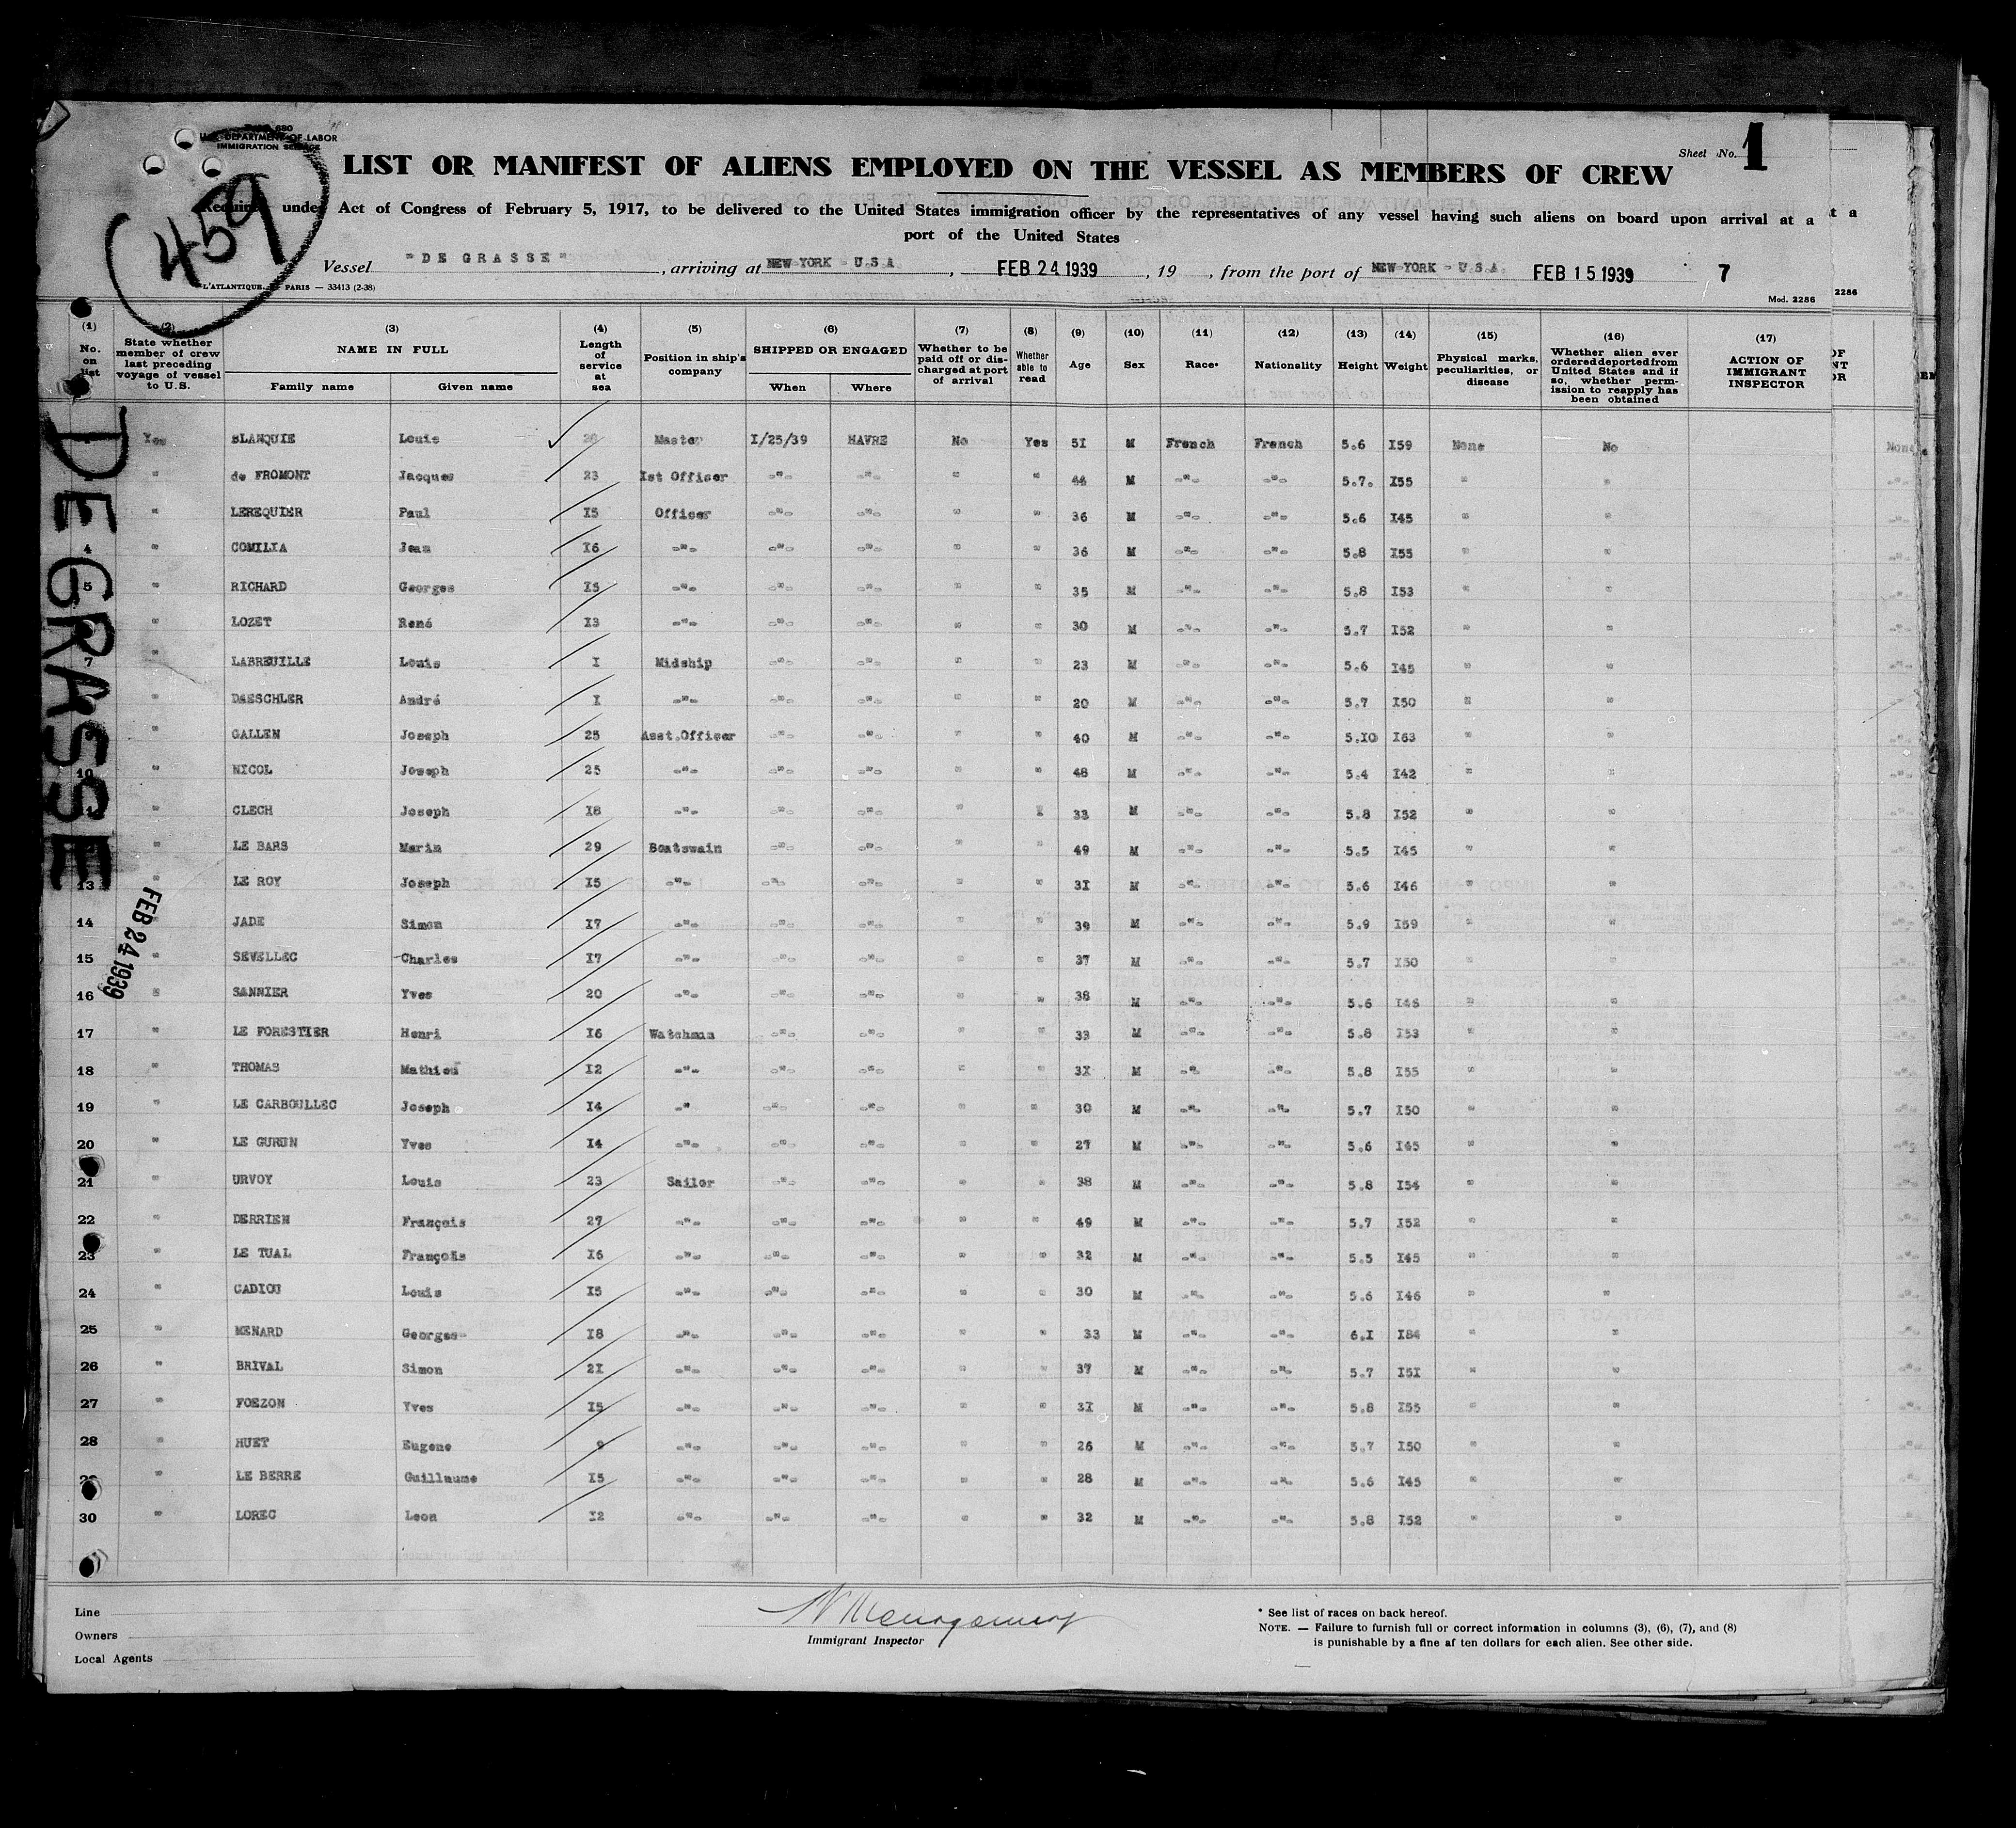 U.S. DEPARTMENT OF LABOR
IMMIGRATION SERVICE
459
Sheet No. 1
LIST OR MANIFEST OF ALIENS EMPLOYED ON THE VESSEL AS MEMBERS OF CREW
Required under Act of Congress of February 5, 1917, to be delivered to the United States immigration officer by the representatives of any vessel having such aliens on board upon arrival at a
port of the United States
Vessel "DE GRASSE", arriving at NEW-YORK - U.S.A., FEB 24 1939, 19 , from the port of NEW-YORK - U.S.A. FEB 15 1939 7
L'ATLANTIQUE. PARIS — 33413 (2-38)
Mod. 2286
(1) No. on list (2) State whether member of crew last preceding voyage of vessel to U.S. (3) NAME IN FULL Family name Given name (4) Length of service at sea (5) Position in ship's company (6) SHIPPED OR ENGAGED When Where (7) Whether to be paid off or discharged at port of arrival (8) Whether able to read (9) Age (10) Sex (11) Race* (12) Nationality (13) Height (14) Weight (15) Physical marks, peculiarities, or disease (16) Whether alien ever ordered deported from United States and if so, whether permission to reapply has been obtained (17) ACTION OF IMMIGRANT INSPECTOR
DE GRASSE
FEB 24 1939
Yes BLANQUIE Louis Master I/25/39 HAVRE No Yes 5I M French French 5.6 I59 None No
" de FROMONT Jacques 23 Ist Officer -"- -"- " " 44 M -"- -"- 5.7. I55 " "
" LEREQUIER Paul I5 Officer -"- -"- " " 36 M -"- -"- 5.6 I45 " "
4 " COMILIA Jean I6 -"- -"- -"- " " 36 M -"- -"- 5.8 I55 " "
5 " RICHARD Georges I5 -"- -"- -"- " " 35 M -"- -"- 5.8 I53 " "
" LOZET René I3 -"- -"- -"- " " 30 M -"- -"- 5.7 I52 " "
7 " LABREUILLE Louis I Midship -"- -"- " " 23 M -"- -"- 5.6 I45 " "
" DAESCHLER André I -"- -"- -"- " " 20 M -"- -"- 5.7 I50 " "
" GALLEN Joseph 25 Asst.Officer -"- -"- " " 40 M -"- -"- 5.I0 I63 " "
10 " NICOL Joseph 25 -"- -"- -"- " " 48 M -"- -"- 5.4 I42 " "
" CLECH Joseph I8 -"- -"- -"- " " 33 M -"- -"- 5.8 I52 " "
" LE BARS Marin 29 Boatswain -"- -"- " " 49 M -"- -"- 5.5 I45 " "
13 " LE ROY Joseph I5 -"- -"- -"- " " 3I M -"- -"- 5.6 I46 " "
14 " JADE Simon I7 -"- -"- -"- " " 39 M -"- -"- 5.9 I59 " "
15 " SEVELLEC Charles I7 -"- -"- -"- " " 37 M -"- -"- 5.7 I50 " "
16 " SANNIER Yves 20 -"- -"- -"- " " 38 M -"- -"- 5.6 I46 " "
17 " LE FORESTIER Henri I6 Watchman -"- -"- " " 33 M -"- -"- 5.8 I53 " "
18 " THOMAS Mathieu I2 -"- -"- -"- " " 3I M -"- -"- 5.8 I55 " "
19 " LE CARBOULLEC Joseph I4 -" -"- -"- " " 30 M -"- -"- 5.7 I50 " "
20 " LE GURUN Yves I4 -"- -"- -"- " " 27 M -"- -"- 5.6 I45 " "
21 " URVOY Louis 23 Sailor -"- -"- " " 38 M -"- -"- 5.8 I54 " "
22 " DERRIEN François 27 -"- -"- -"- " " 49 M -"- -"- 5.7 I52 " "
23 " LE TUAL François I6 -"- -"- -"- " " 32 M -"- -"- 5.5 I45 " "
24 " CADIOU Louis I5 -"- -"- -"- " " 30 M -"- -"- 5.6 I46 " "
25 " MENARD Georges I8 -"- -"- -"- " " 33 M -"- -"- 6.I I84 " "
26 " BRIVAL Simon 2I -"- -"- -"- " " 37 M -"- -"- 5.7 I5I " "
27 " FOEZON Yves I5 -"- -"- -"- " " 3I M -"- -"- 5.8 I55 " "
28 " HUET Eugene 9 -"- -"- -"- " " 26 M -"- -"- 5.7 I50 " "
" LE BERRE Guillaume I5 -"- -"- -"- " " 28 M -"- -"- 5.6 I45 " "
30 " LOREC Leon I2 -"- -"- -"- " " 32 M -"- -"- 5.8 I52 " "
Line
Owners
Local Agents
Immigrant Inspector
* See list of races on back hereof.
NOTE. — Failure to furnish full or correct information in columns (3), (6), (7), and (8)
is punishable by a fine af ten dollars for each alien. See other side.